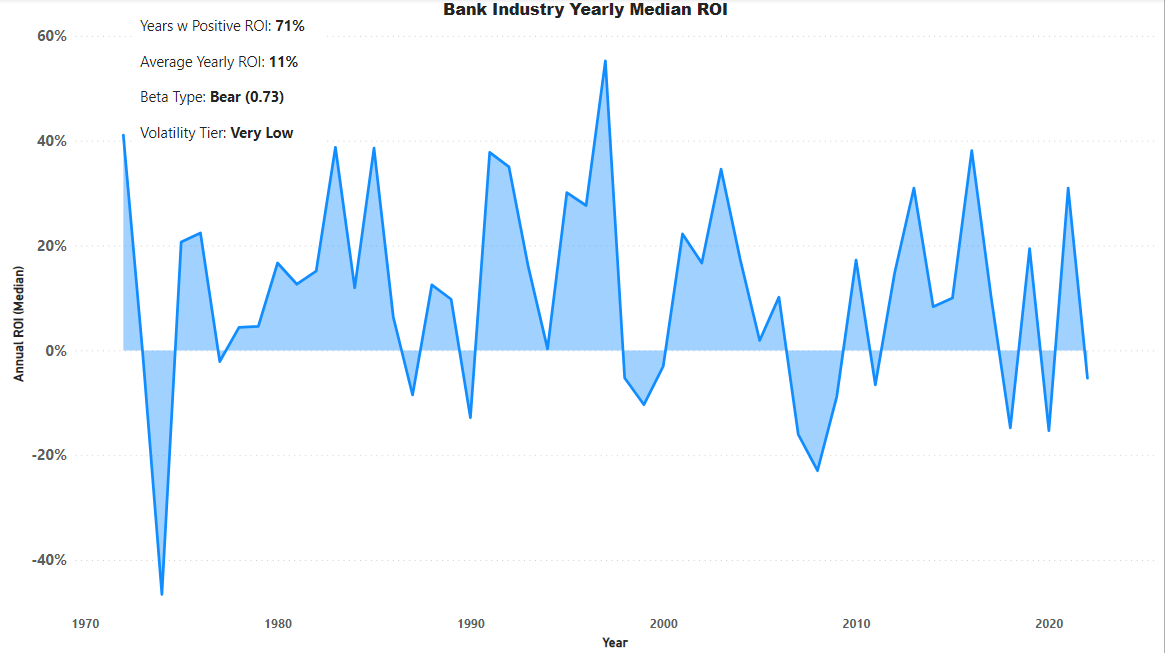 Bank Industry Yearly Median ROI
Years w Positive ROI: 71%
Average Yearly ROI: 11%
Beta Type: Bear (0.73)
Volatility Tier: Very Low
Annual ROI (Median)
60%
40%
20%
0%
-20%
-40%
1970 1980 1990 2000 2010 2020
Year